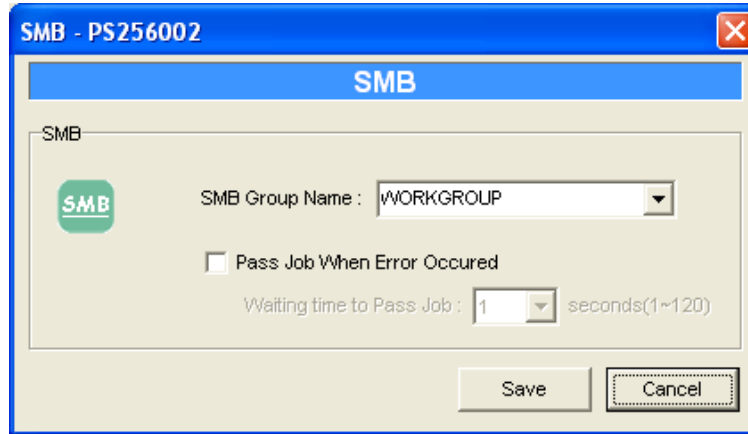 SMB - PS256002
SMB
SMB
SMB
SMB Group Name : WORKGROUP
Pass Job When Error Occured
Waiting time to Pass Job : 1 seconds(1~120)
Save Cancel